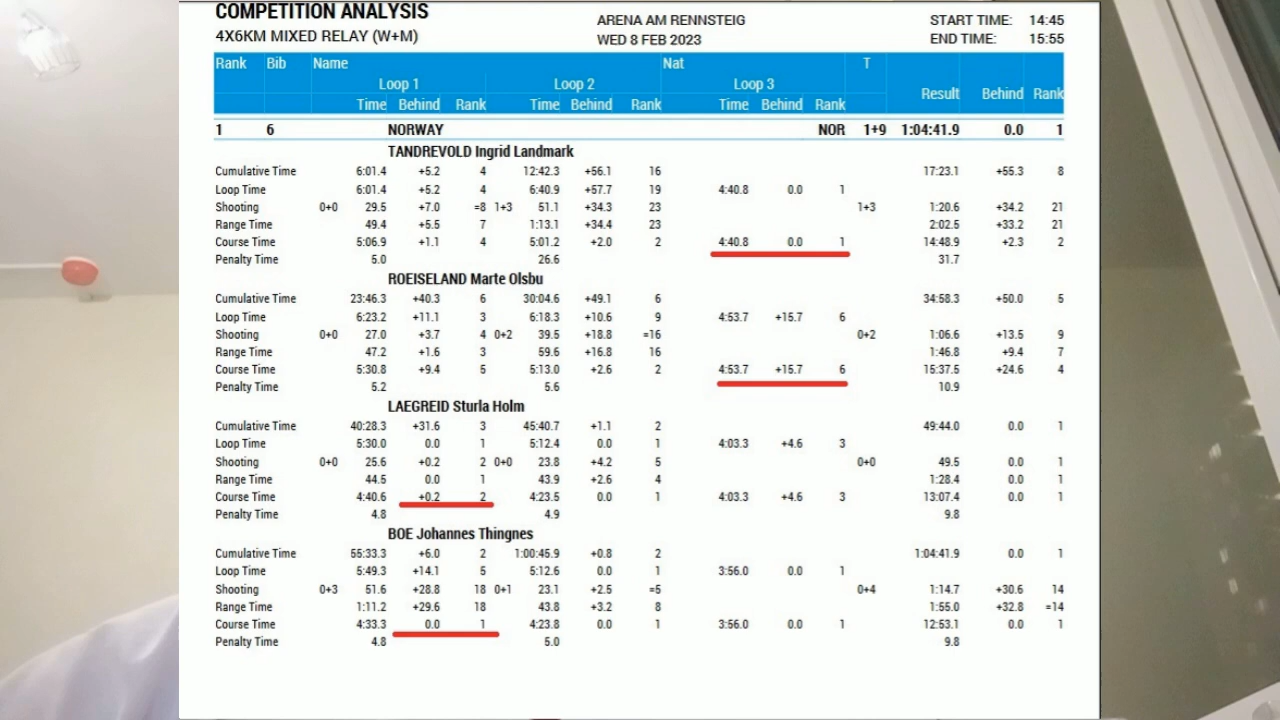 COMPETITION ANALYSIS
4X6KM MIXED RELAY (W+M)
ARENA AM RENNSTEIG
WED 8 FEB 2023
START TIME: 14:45
END TIME: 15:55
Rank Bib Name Nat T
Loop 1 Loop 2 Loop 3 Result Behind Rank
Time Behind Rank Time Behind Rank Time Behind Rank
1 6 NORWAY NOR 1+9 1:04:41.9 0.0 1
TANDREVOLD Ingrid Landmark
Cumulative Time 6:01.4 +5.2 4 12:42.3 +56.1 16 17:23.1 +55.3 8
Loop Time 6:01.4 +5.2 4 6:40.9 +57.7 19 4:40.8 0.0 1
Shooting 0+0 29.5 +7.0 =8 1+3 51.1 +34.3 23 1+3 1:20.6 +34.2 21
Range Time 49.4 +5.5 7 1:13.1 +34.4 23 2:02.5 +33.2 21
Course Time 5:06.9 +1.1 4 5:01.2 +2.0 2 4:40.8 0.0 1 14:48.9 +2.3 2
Penalty Time 5.0 26.6 31.7
ROEISELAND Marte Olsbu
Cumulative Time 23:46.3 +40.3 6 30:04.6 +49.1 6 34:58.3 +50.0 5
Loop Time 6:23.2 +11.1 3 6:18.3 +10.6 9 4:53.7 +15.7 6
Shooting 0+0 27.0 +3.7 4 0+2 39.5 +18.8 =16 0+2 1:06.6 +13.5 9
Range Time 47.2 +1.6 3 59.6 +16.8 16 1:46.8 +9.4 7
Course Time 5:30.8 +9.4 5 5:13.0 +2.6 2 4:53.7 +15.7 6 15:37.5 +24.6 4
Penalty Time 5.2 5.6 10.9
LAEGREID Sturla Holm
Cumulative Time 40:28.3 +31.6 3 45:40.7 +1.1 2 49:44.0 0.0 1
Loop Time 5:30.0 0.0 1 5:12.4 0.0 1 4:03.3 +4.6 3
Shooting 0+0 25.6 +0.2 2 0+0 23.8 +4.2 5 0+0 49.5 0.0 1
Range Time 44.5 0.0 1 43.9 +2.6 4 1:28.4 0.0 1
Course Time 4:40.6 +0.2 2 4:23.5 0.0 1 4:03.3 +4.6 3 13:07.4 0.0 1
Penalty Time 4.8 4.9 9.8
BOE Johannes Thingnes
Cumulative Time 55:33.3 +6.0 2 1:00:45.9 +0.8 2 1:04:41.9 0.0 1
Loop Time 5:49.3 +14.1 5 5:12.6 0.0 1 3:56.0 0.0 1
Shooting 0+3 51.6 +28.8 18 0+1 23.1 +2.5 =5 0+4 1:14.7 +30.6 14
Range Time 1:11.2 +29.6 18 43.8 +3.2 8 1:55.0 +32.8 =14
Course Time 4:33.3 0.0 1 4:23.8 0.0 1 3:56.0 0.0 1 12:53.1 0.0 1
Penalty Time 4.8 5.0 9.8